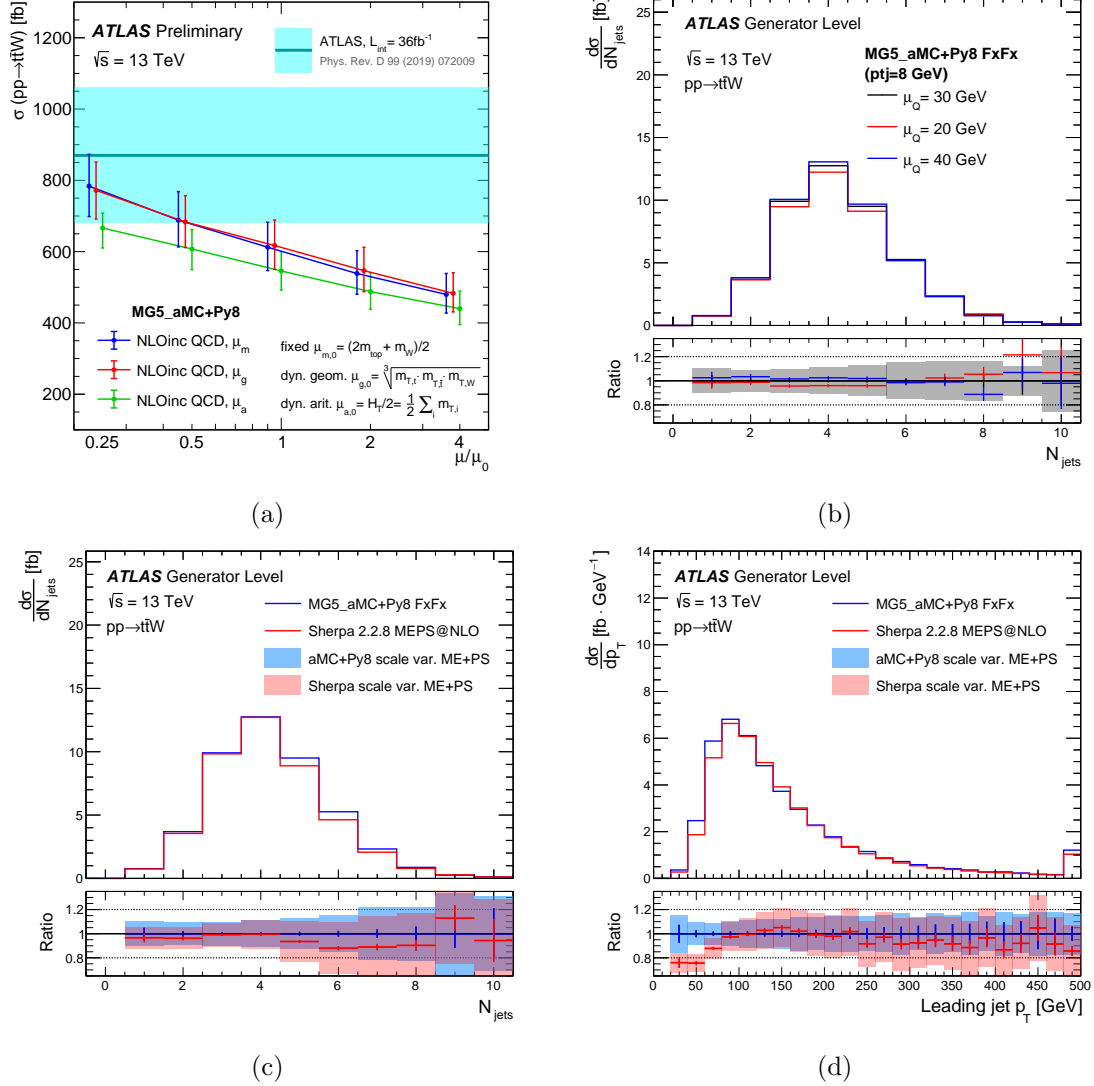 ATLAS Preliminary
√s = 13 TeV
ATLAS, L_int = 36fb⁻¹
Phys. Rev. D 99 (2019) 072009
σ (pp→tt̄W) [fb]
1200
1000
800
600
400
200
MG5_aMC+Py8
NLOinc QCD, μ_m
NLOinc QCD, μ_g
NLOinc QCD, μ_a
fixed μ_m,0 = (2m_top + m_W)/2
dyn. geom. μ_g,0 = ∛(m_T,t · m_T,t̄ · m_T,W)
dyn. arit. μ_a,0 = H_T/2 = 1/2 ∑_i m_T,i
0.25 0.5 1 2 4
μ/μ_0
(a)
dσ/dN_jets [fb]
ATLAS Generator Level
√s = 13 TeV
pp→tt̄W
MG5_aMC+Py8 FxFx
(ptj=8 GeV)
μ_Q = 30 GeV
μ_Q = 20 GeV
μ_Q = 40 GeV
25
20
15
10
5
0
Ratio
1.2
1
0.8
0 2 4 6 8 10
N_jets
(b)
dσ/dN_jets [fb]
ATLAS Generator Level
√s = 13 TeV
pp→tt̄W
MG5_aMC+Py8 FxFx
Sherpa 2.2.8 MEPS@NLO
aMC+Py8 scale var. ME+PS
Sherpa scale var. ME+PS
25
20
15
10
5
0
Ratio
1.2
1
0.8
0 2 4 6 8 10
N_jets
(c)
dσ/dp_T [fb · GeV⁻¹]
ATLAS Generator Level
√s = 13 TeV
pp→tt̄W
MG5_aMC+Py8 FxFx
Sherpa 2.2.8 MEPS@NLO
aMC+Py8 scale var. ME+PS
Sherpa scale var. ME+PS
14
12
10
8
6
4
2
0
Ratio
1.2
1
0.8
0 50 100 150 200 250 300 350 400 450 500
Leading jet p_T [GeV]
(d)